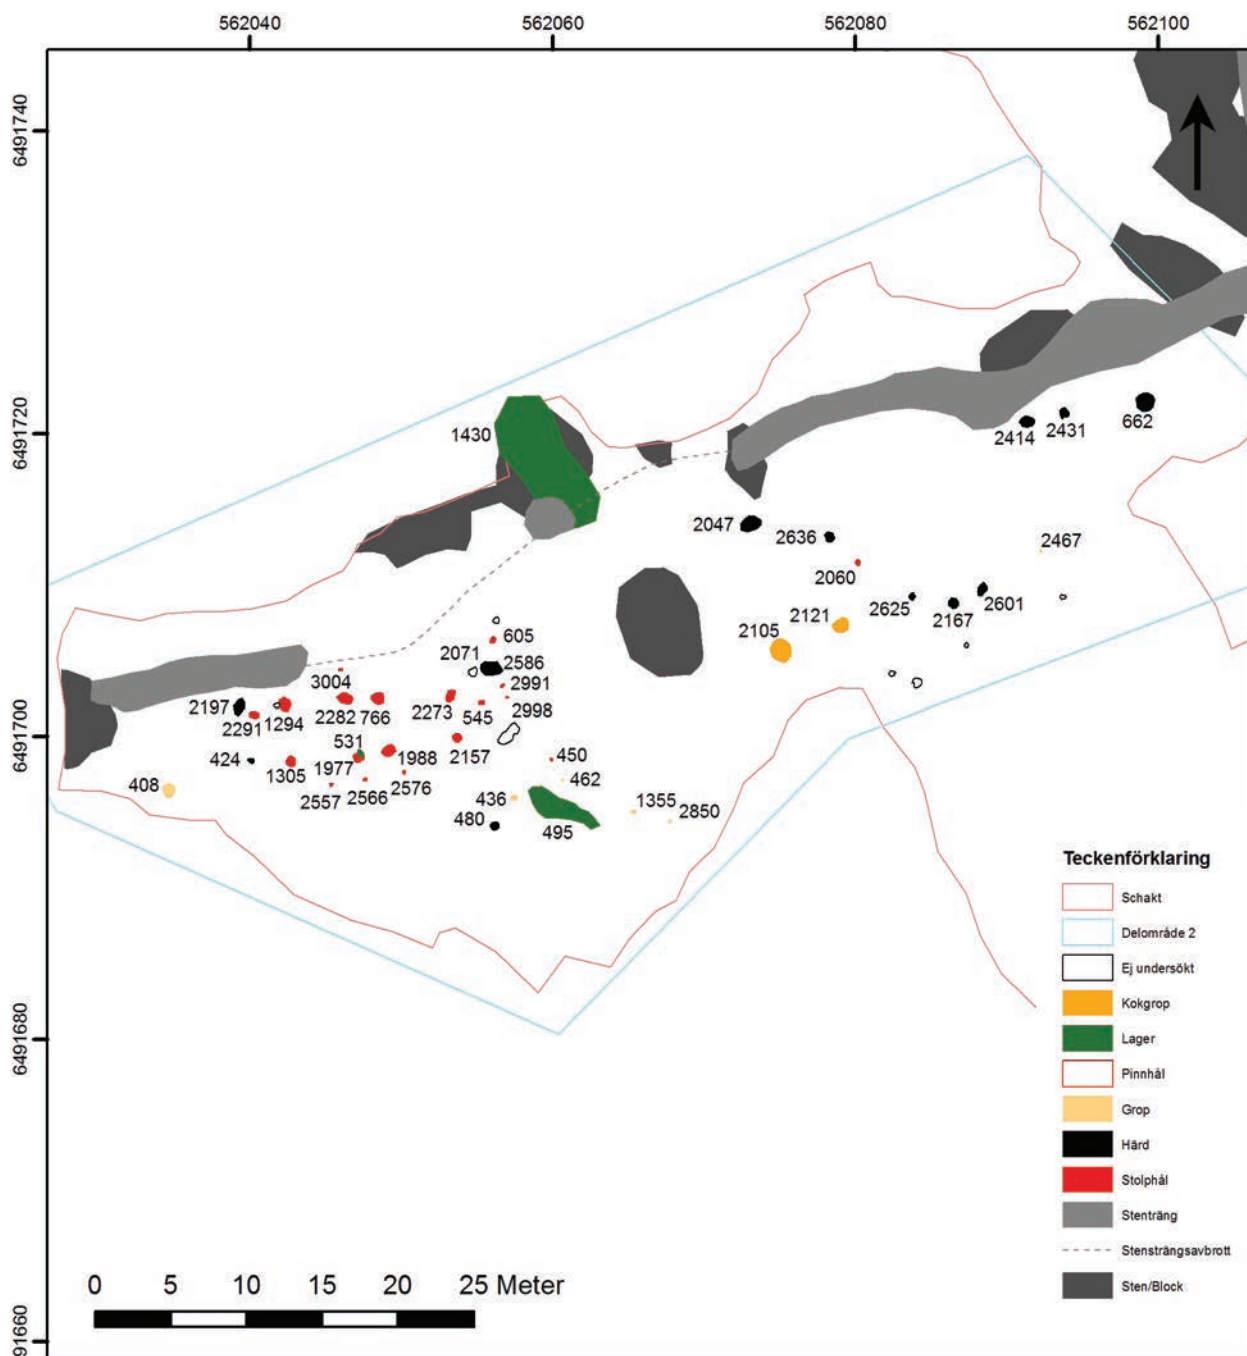 562040 562060 562080 562100
6491740
6491720
6491700
6491680
91660
1430
2414 2431 662
2047 2636
2467
2060
2625 2167 2601
2121
2105
605
2071 2586
3004 2991
2197 2291 1294 2282 766 2273 545 2998
531
424 1305 1977 1988 2157 450
408 2557 2566 2576 436 462 1355 2850
480 495
Teckenförklaring
Schakt
Delområde 2
Ej undersökt
Kokgrop
Lager
Pinnhål
Grop
Härd
Stolphål
Stenträng
Stensträngsavbrott
Sten/Block
0 5 10 15 20 25 Meter